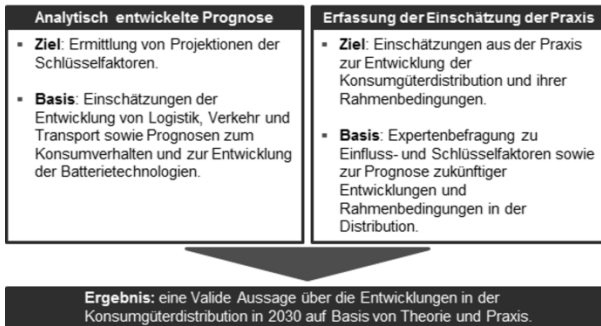 Analytisch entwickelte Prognose
▪ Ziel: Ermittlung von Projektionen der
Schlüsselfaktoren.
▪ Basis: Einschätzungen der
Entwicklung von Logistik, Verkehr und
Transport sowie Prognosen zum
Konsumverhalten und zur Entwicklung
der Batterietechnologien.
Erfassung der Einschätzung der Praxis
▪ Ziel: Einschätzungen aus der Praxis
zur Entwicklung der
Konsumgüterdistribution und ihrer
Rahmenbedingungen.
▪ Basis: Expertenbefragung zu
Einfluss- und Schlüsselfaktoren sowie
zur Prognose zukünftiger
Entwicklungen und
Rahmenbedingungen in der
Distribution.
Ergebnis: eine Valide Aussage über die Entwicklungen in der
Konsumgüterdistribution in 2030 auf Basis von Theorie und Praxis.